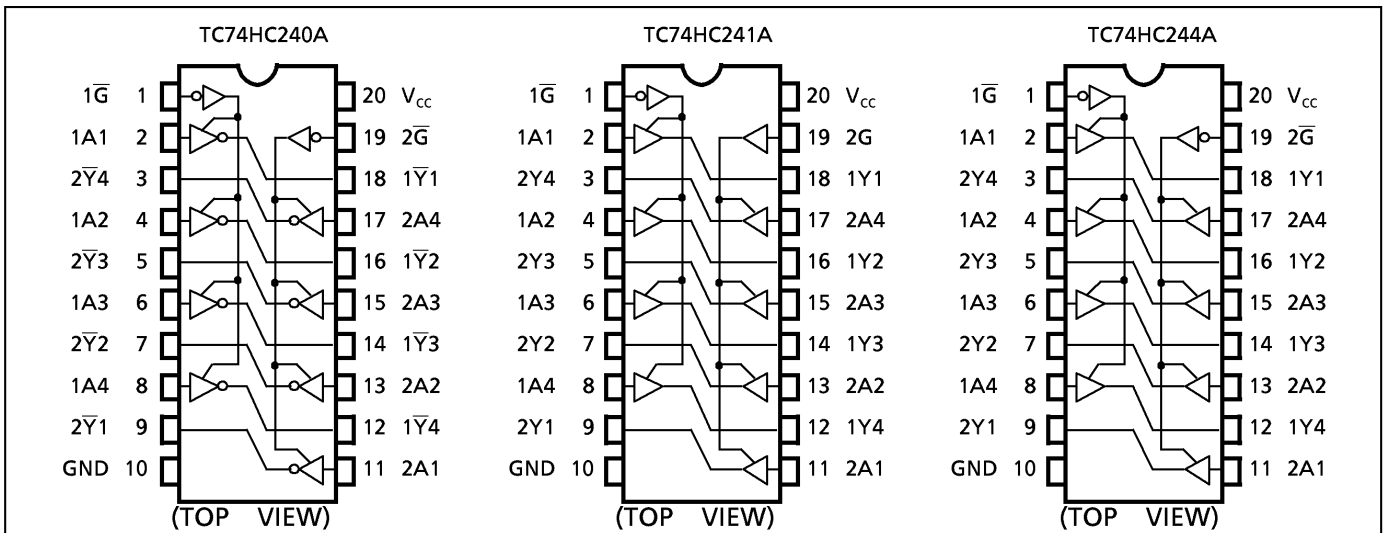 TC74HC240A
1G̅ 1 20 Vcc
1A1 2 19 2G̅
2Y̅4 3 18 1Y̅1
1A2 4 17 2A4
2Y̅3 5 16 1Y̅2
1A3 6 15 2A3
2Y̅2 7 14 1Y̅3
1A4 8 13 2A2
2Y̅1 9 12 1Y̅4
GND 10 11 2A1
(TOP VIEW)
TC74HC241A
1G̅ 1 20 Vcc
1A1 2 19 2G
2Y4 3 18 1Y1
1A2 4 17 2A4
2Y3 5 16 1Y2
1A3 6 15 2A3
2Y2 7 14 1Y3
1A4 8 13 2A2
2Y1 9 12 1Y4
GND 10 11 2A1
(TOP VIEW)
TC74HC244A
1G̅ 1 20 Vcc
1A1 2 19 2G̅
2Y4 3 18 1Y1
1A2 4 17 2A4
2Y3 5 16 1Y2
1A3 6 15 2A3
2Y2 7 14 1Y3
1A4 8 13 2A2
2Y1 9 12 1Y4
GND 10 11 2A1
(TOP VIEW)